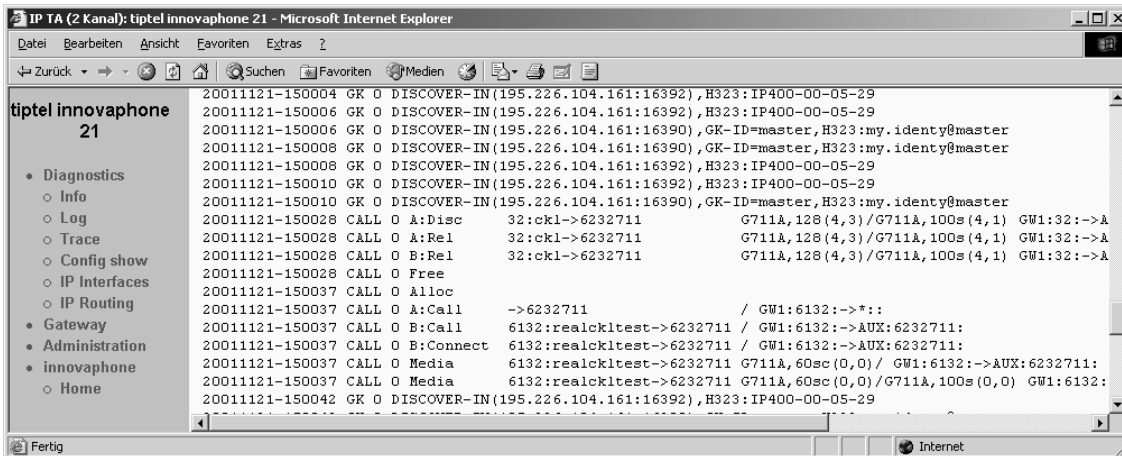 IP TA (2 Kanal): tiptel innovaphone 21 - Microsoft Internet Explorer
Datei Bearbeiten Ansicht Favoriten Extras ?
Zurück Suchen Favoriten Medien
tiptel innovaphone
21
Diagnostics
Info
Log
Trace
Config show
IP Interfaces
IP Routing
Gateway
Administration
innovaphone
Home
20011121-150004 GK 0 DISCOVER-IN(195.226.104.161:16392),H323:IP400-00-05-29
20011121-150006 GK 0 DISCOVER-IN(195.226.104.161:16392),H323:IP400-00-05-29
20011121-150006 GK 0 DISCOVER-IN(195.226.104.161:16390),GK-ID=master,H323:my.identy@master
20011121-150008 GK 0 DISCOVER-IN(195.226.104.161:16390),GK-ID=master,H323:my.identy@master
20011121-150008 GK 0 DISCOVER-IN(195.226.104.161:16392),H323:IP400-00-05-29
20011121-150010 GK 0 DISCOVER-IN(195.226.104.161:16392),H323:IP400-00-05-29
20011121-150010 GK 0 DISCOVER-IN(195.226.104.161:16390),GK-ID=master,H323:my.identy@master
20011121-150028 CALL 0 A:Disc 32:ckl->6232711 G711A,128(4,3)/G711A,100s(4,1) GW1:32:->A
20011121-150028 CALL 0 A:Rel 32:ckl->6232711 G711A,128(4,3)/G711A,100s(4,1) GW1:32:->A
20011121-150028 CALL 0 B:Rel 32:ckl->6232711 G711A,128(4,3)/G711A,100s(4,1) GW1:32:->A
20011121-150028 CALL 0 Free
20011121-150037 CALL 0 Alloc
20011121-150037 CALL 0 A:Call ->6232711 / GW1:6132:->*::
20011121-150037 CALL 0 B:Call 6132:realckltest->6232711 / GW1:6132:->AUX:6232711:
20011121-150037 CALL 0 B:Connect 6132:realckltest->6232711 / GW1:6132:->AUX:6232711:
20011121-150037 CALL 0 Media 6132:realckltest->6232711 G711A,60sc(0,0)/ GW1:6132:->AUX:6232711:
20011121-150037 CALL 0 Media 6132:realckltest->6232711 G711A,60sc(0,0)/G711A,100s(0,0) GW1:6132:
20011121-150042 GK 0 DISCOVER-IN(195.226.104.161:16392),H323:IP400-00-05-29
Fertig Internet